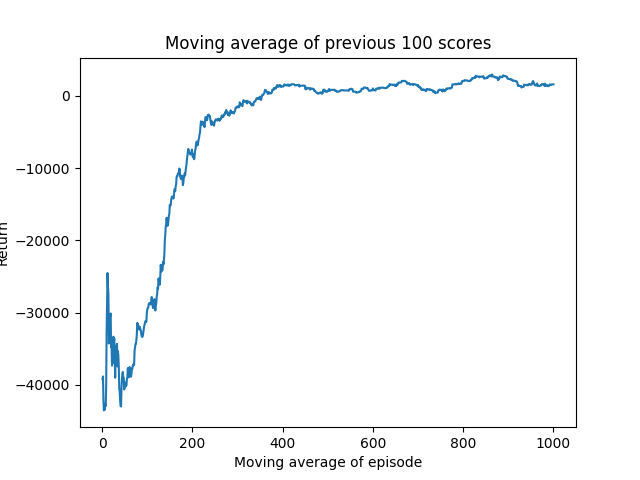 Moving average of previous 100 scores
Return
0
−10000
−20000
−30000
−40000
0 200 400 600 800 1000
Moving average of episode